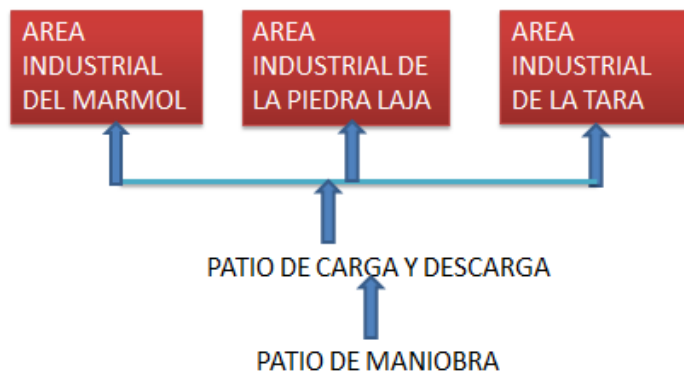 AREA
INDUSTRIAL
DEL MARMOL
AREA
INDUSTRIAL DE
LA PIEDRA LAJA
AREA
INDUSTRIAL
DE LA TARA
PATIO DE CARGA Y DESCARGA
PATIO DE MANIOBRA